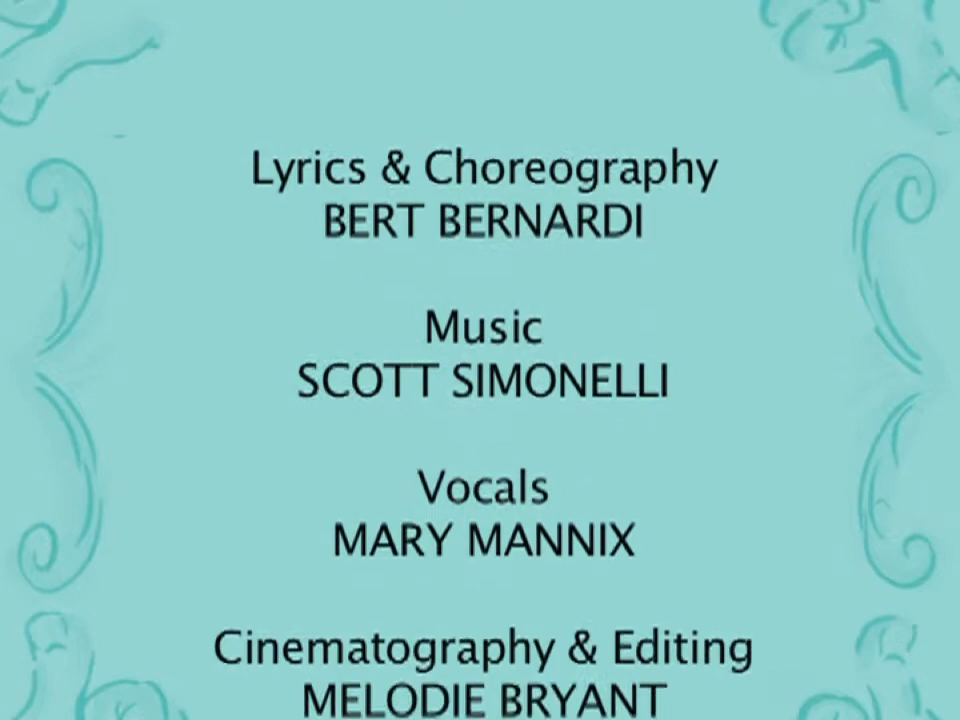 Lyrics & Choreography
BERT BERNARDI
Music
SCOTT SIMONELLI
Vocals
MARY MANNIX
Cinematography & Editing
MELODIE BRYANT